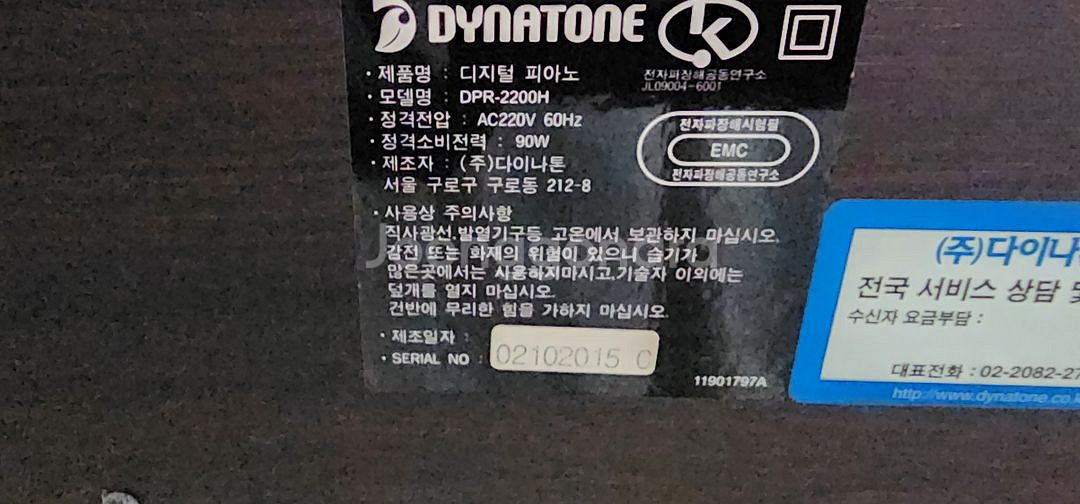 DYNATONE
· 제품명 : 디지털 피아노
· 모델명 : DPR-2200H
· 정격전압 : AC220V 60Hz
· 정격소비전력 : 90W
· 제조자 : (주)다이나톤
서울 구로구 구로동 212-8
전자파장해공동연구소
JL09004-6001
전자파장해시험필
EMC
전자파장해공동연구소
· 사용상 주의사항
직사광선.발열기구등 고온에서 보관하지 마십시오.
감전 또는 화재의 위험이 있으니 습기가
많은곳에서는 사용하지마시고.기술자 이외에는
덮개를 열지 마십시오.
건반에 무리한 힘을 가하지 마십시오.
· 제조일자 :
· SERIAL NO : 02102015 C
11901797A
(주)다이나
전국 서비스 상담 및
수신자 요금부담 :
대표전화 : 02-2082-27
http://www.dynatone.co.k